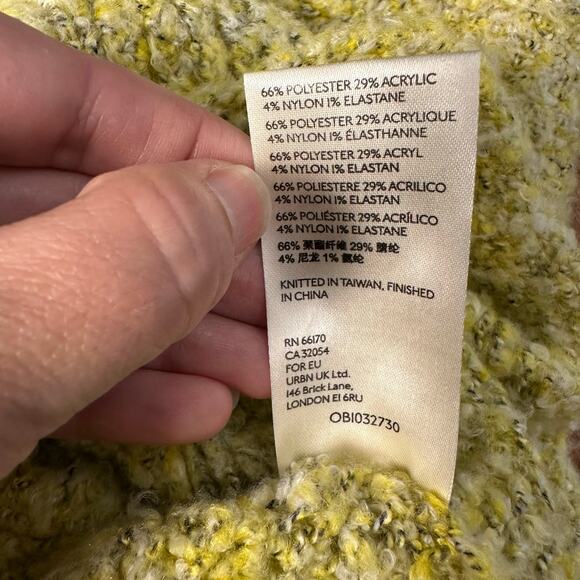 66% POLYESTER 29% ACRYLIC
4% NYLON 1% ELASTANE
66% POLYESTER 29% ACRYLIQUE
4% NYLON 1% ÉLASTHANNE
66% POLYESTER 29% ACRYL
4% NYLON 1% ELASTAN
66% POLIESTERE 29% ACRILICO
4% NYLON 1% ELASTAN
66% POLIÉSTER 29% ACRÍLICO
4% NYLON 1% ELASTANE
66% 聚酯纤维 29% 腈纶
4% 尼龙 1% 氨纶
KNITTED IN TAIWAN, FINISHED
IN CHINA
RN 66170
CA 32054
FOR EU
URBN UK Ltd.
146 Brick Lane,
LONDON E1 6RU
OB1032730